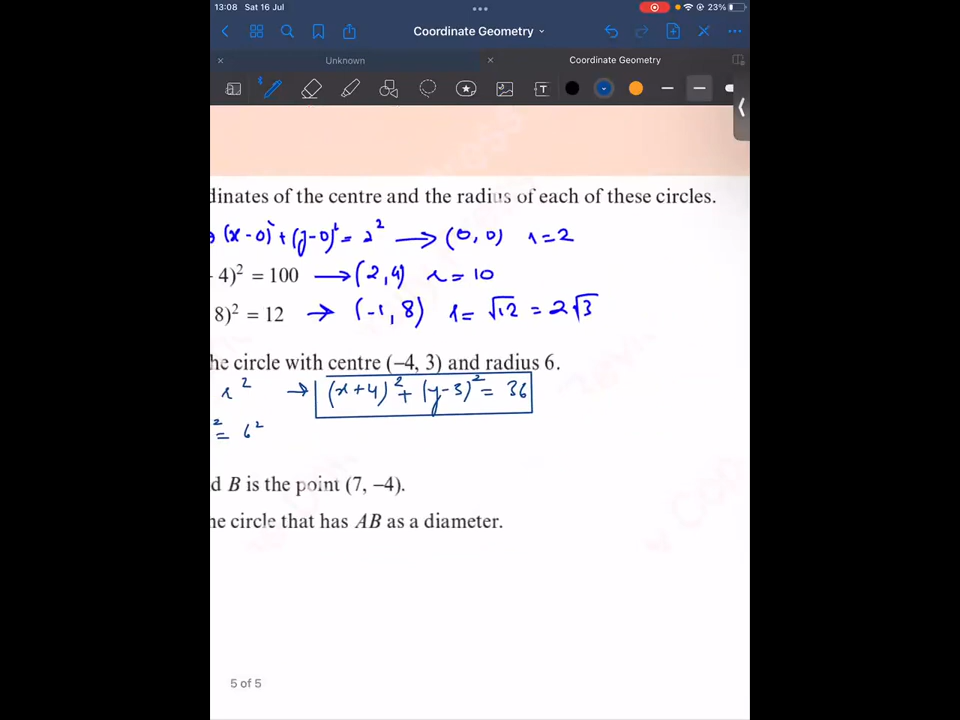 13:08 Sat 16 Jul 23%
Coordinate Geometry
Unknown Coordinate Geometry
dinates of the centre and the radius of each of these circles.
(x-0)² + (y-0)² = 2² → (0, 0) r = 2
4)² = 100 → (2, 4) r = 10
8)² = 12 → (-1, 8) r = √12 = 2√3
he circle with centre (−4, 3) and radius 6.
r² → (x+4)² + (y-3)² = 36
² = 6²
d B is the point (7, −4).
he circle that has AB as a diameter.
5 of 5